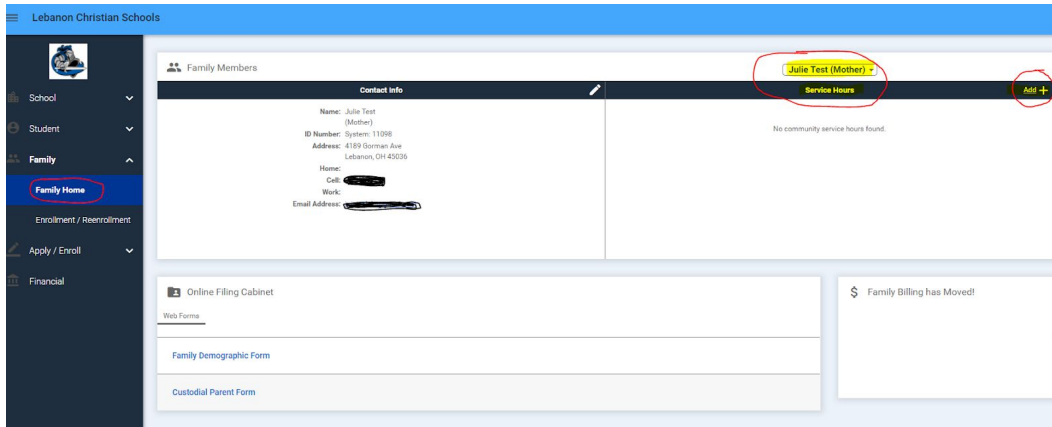 Lebanon Christian Schools
School
Student
Family
Family Home
Enrollment / Reenrollment
Apply / Enroll
Financial
Family Members
Julie Test (Mother)
Contact Info
Service Hours
Add +
Name: Julie Test
(Mother)
ID Number: System: 11098
Address: 4189 Gorman Ave
Lebanon, OH 45036
Home:
Cell:
Work:
Email Address:
No community service hours found.
Online Filing Cabinet
Web Forms
Family Demographic Form
Custodial Parent Form
$ Family Billing has Moved!